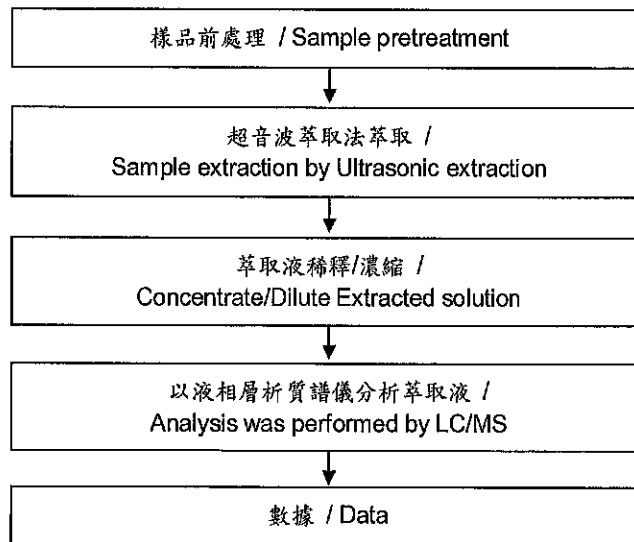 樣品前處理 / Sample pretreatment
超音波萃取法萃取 /
Sample extraction by Ultrasonic extraction
萃取液稀釋/濃縮 /
Concentrate/Dilute Extracted solution
以液相層析質譜儀分析萃取液 /
Analysis was performed by LC/MS
數據 / Data